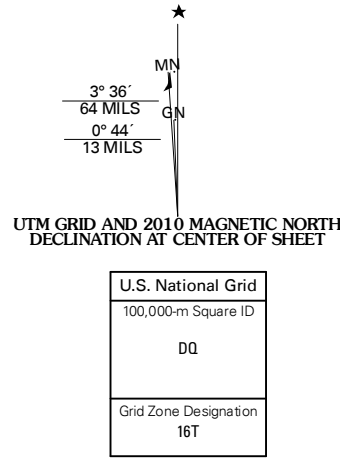 MN
3° 36´
64 MILS
GN
0° 44´
13 MILS
UTM GRID AND 2010 MAGNETIC NORTH
DECLINATION AT CENTER OF SHEET
U.S. National Grid
100,000-m Square ID
DQ
Grid Zone Designation
16T